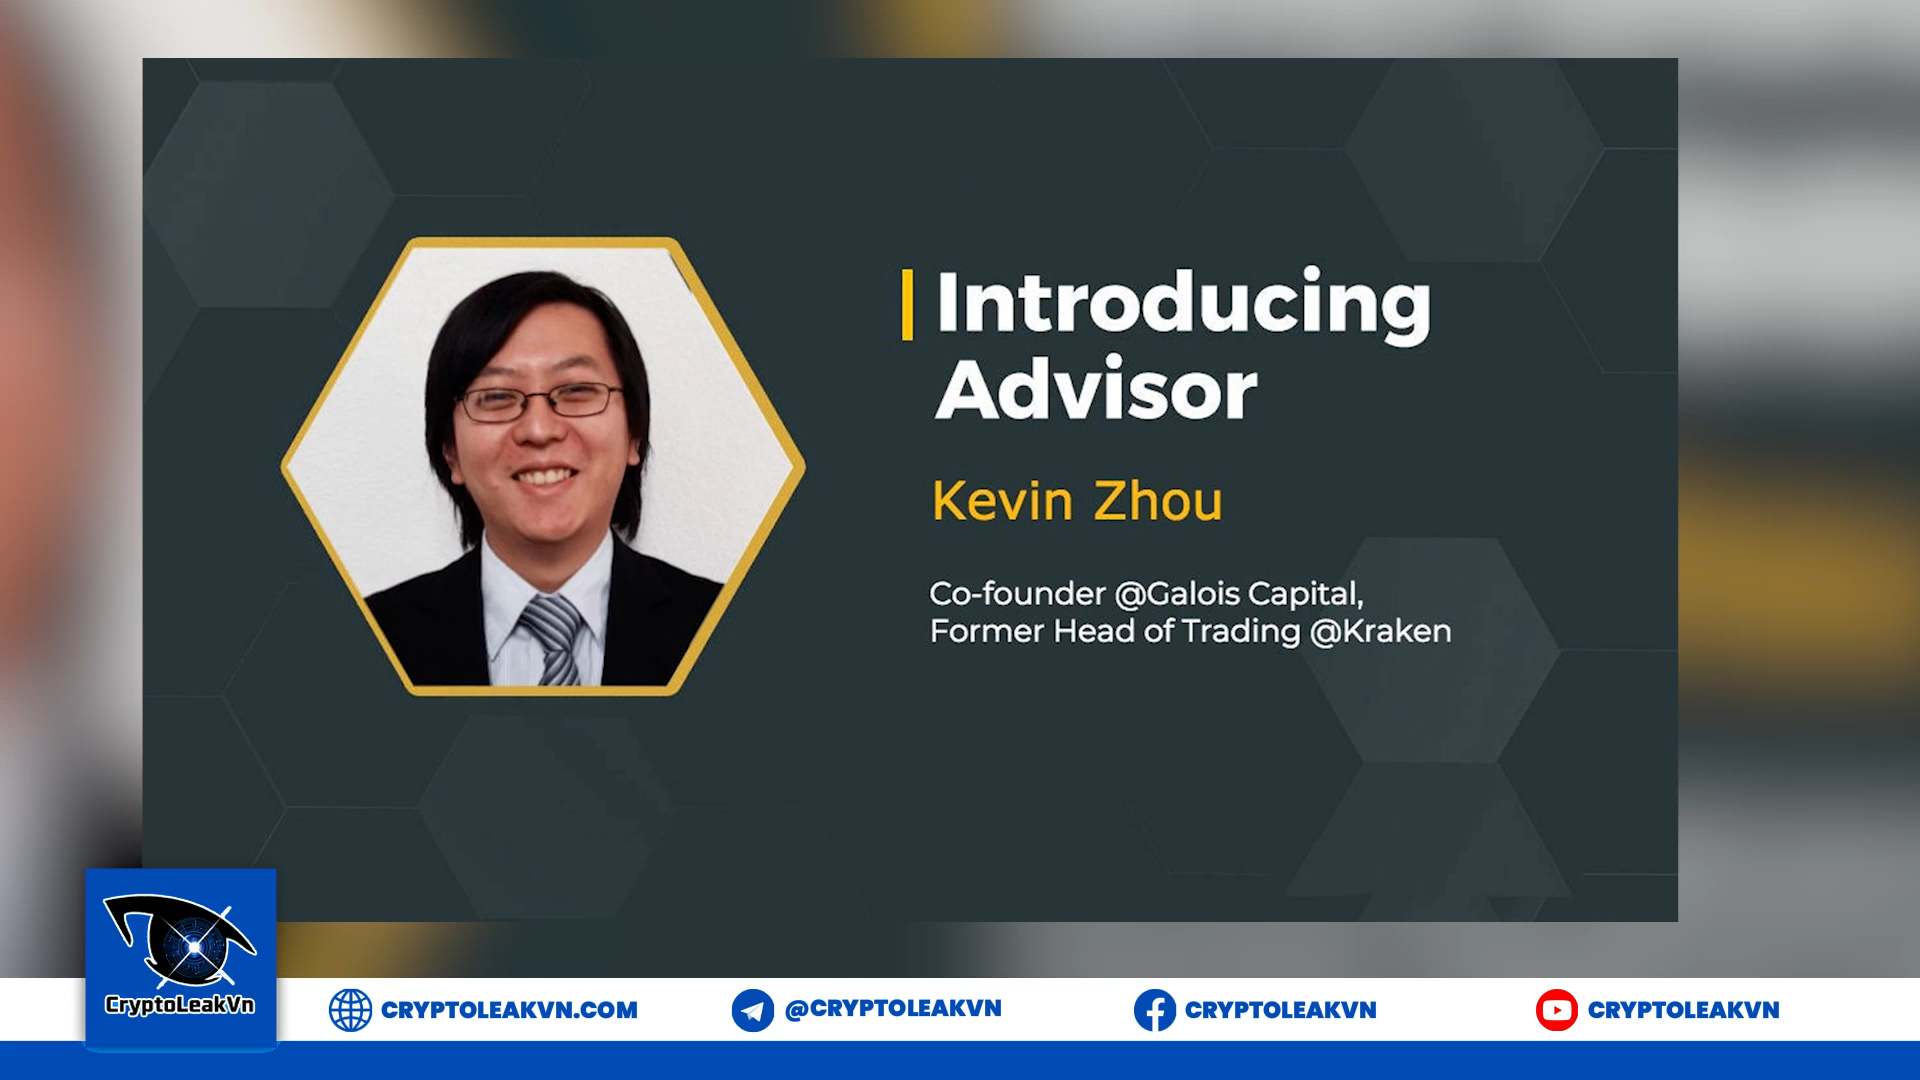 Introducing
Advisor
Kevin Zhou
Co-founder @Galois Capital,
Former Head of Trading @Kraken
CryptoLeakVn
CRYPTOLEAKVN.COM
@CRYPTOLEAKVN
CRYPTOLEAKVN
CRYPTOLEAKVN